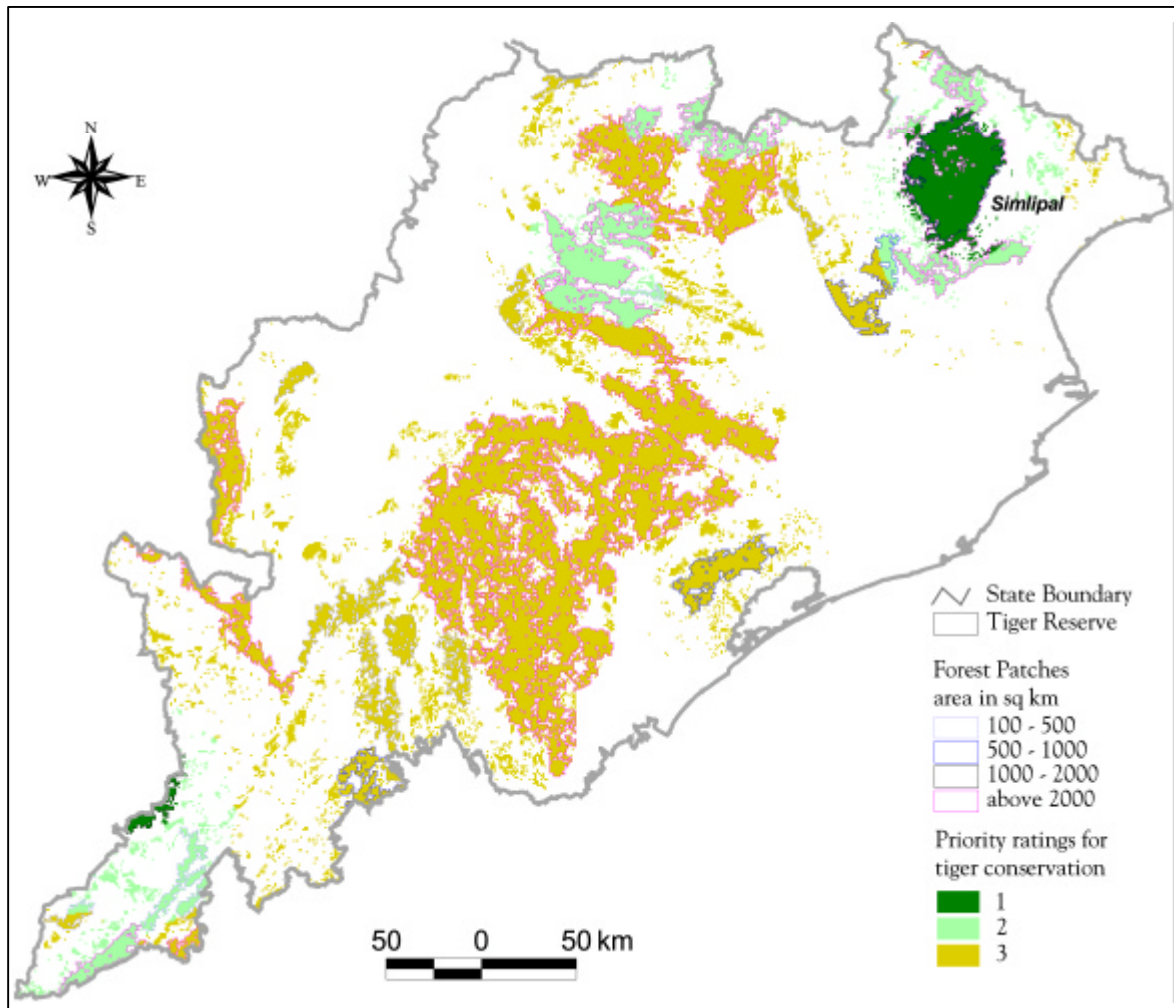 N
W E
S
Simlipal
State Boundary
Tiger Reserve
Forest Patches
area in sq km
100 - 500
500 - 1000
1000 - 2000
above 2000
Priority ratings for
tiger conservation
1
2
3
50 0 50 km